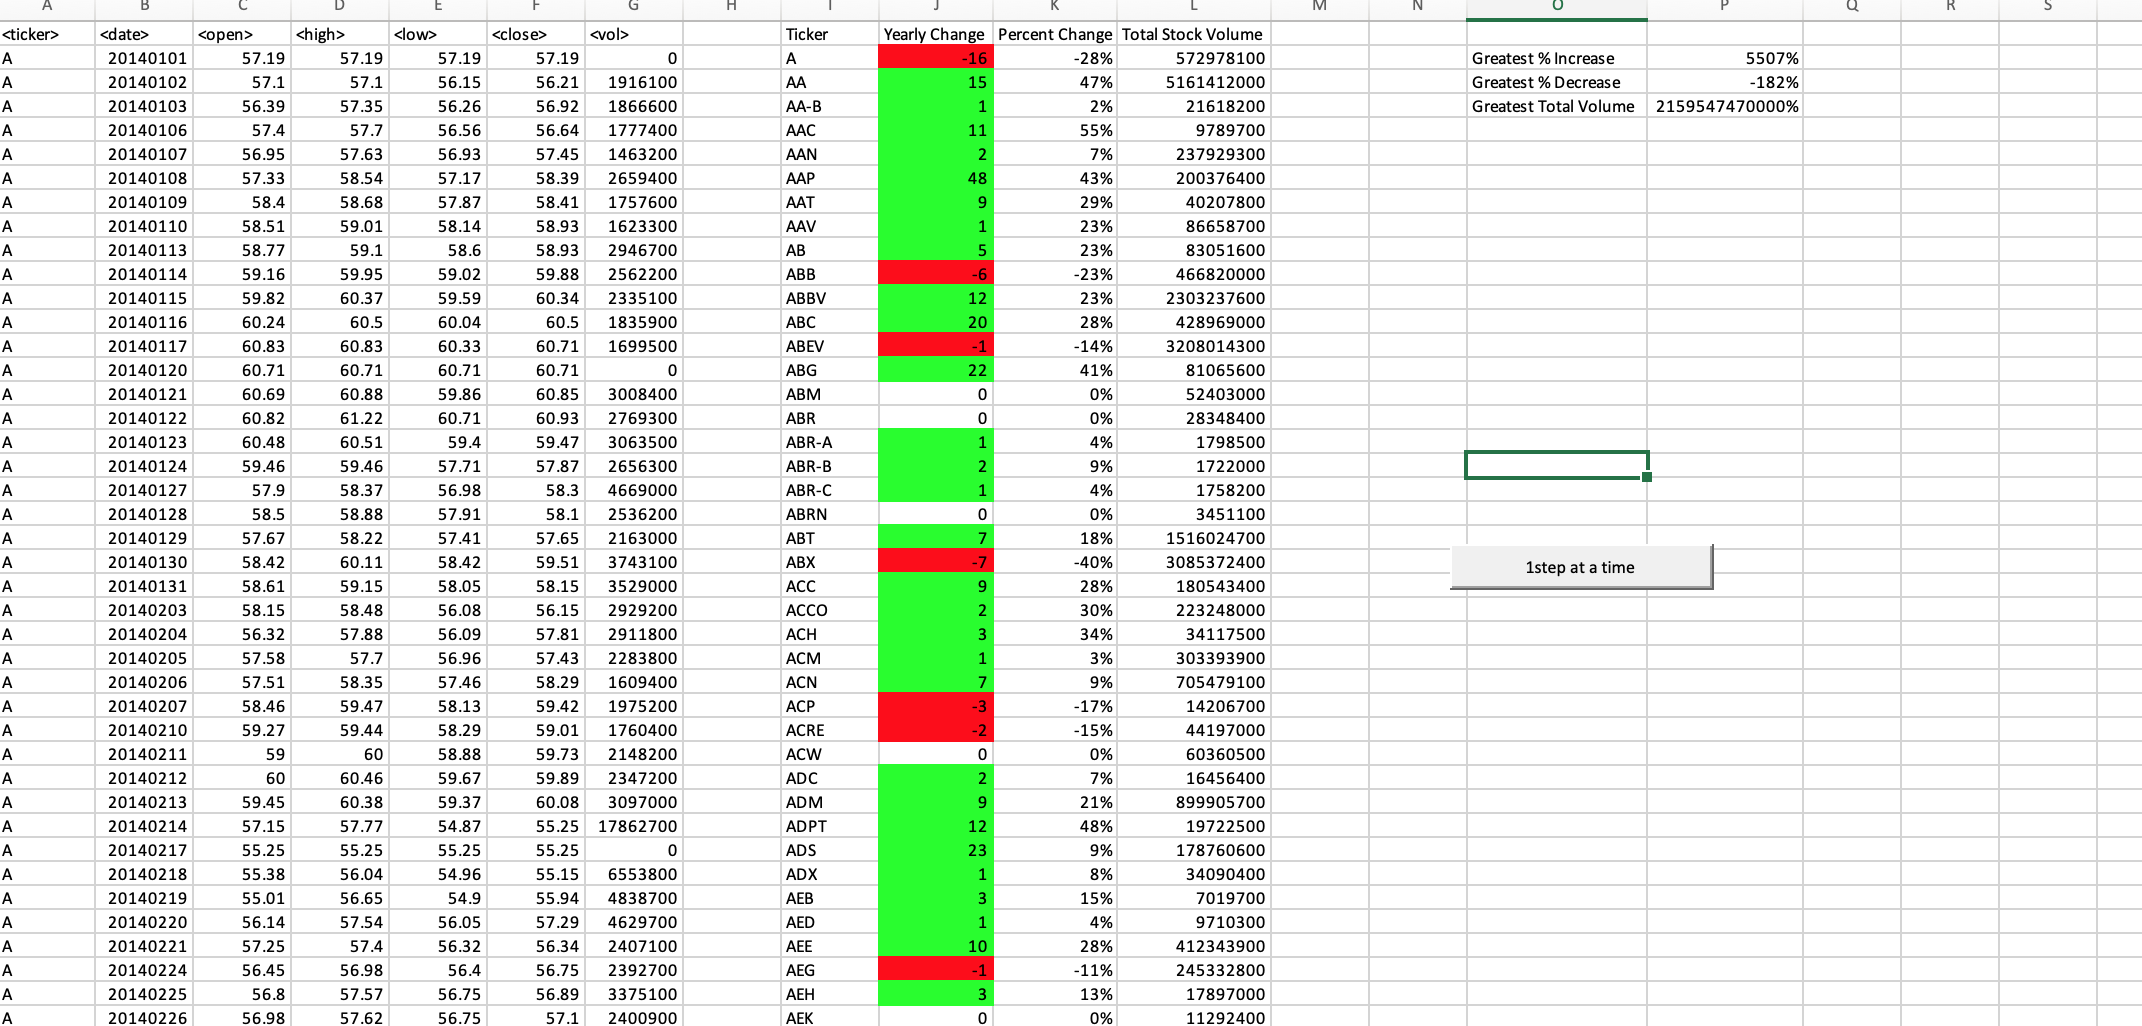 A B C D E F G H I J K L M N O P Q R S
<ticker> <date> <open> <high> <low> <close> <vol> Ticker Yearly Change Percent Change Total Stock Volume
A 20140101 57.19 57.19 57.19 57.19 0 A -16 -28% 572978100 Greatest % Increase 5507%
A 20140102 57.1 57.1 56.15 56.21 1916100 AA 15 47% 5161412000 Greatest % Decrease -182%
A 20140103 56.39 57.35 56.26 56.92 1866600 AA-B 1 2% 21618200 Greatest Total Volume 2159547470000%
A 20140106 57.4 57.7 56.56 56.64 1777400 AAC 11 55% 9789700
A 20140107 56.95 57.63 56.93 57.45 1463200 AAN 2 7% 237929300
A 20140108 57.33 58.54 57.17 58.39 2659400 AAP 48 43% 200376400
A 20140109 58.4 58.68 57.87 58.41 1757600 AAT 9 29% 40207800
A 20140110 58.51 59.01 58.14 58.93 1623300 AAV 1 23% 86658700
A 20140113 58.77 59.1 58.6 58.93 2946700 AB 5 23% 83051600
A 20140114 59.16 59.95 59.02 59.88 2562200 ABB -6 -23% 466820000
A 20140115 59.82 60.37 59.59 60.34 2335100 ABBV 12 23% 2303237600
A 20140116 60.24 60.5 60.04 60.5 1835900 ABC 20 28% 428969000
A 20140117 60.83 60.83 60.33 60.71 1699500 ABEV -1 -14% 3208014300
A 20140120 60.71 60.71 60.71 60.71 0 ABG 22 41% 81065600
A 20140121 60.69 60.88 59.86 60.85 3008400 ABM 0 0% 52403000
A 20140122 60.82 61.22 60.71 60.93 2769300 ABR 0 0% 28348400
A 20140123 60.48 60.51 59.4 59.47 3063500 ABR-A 1 4% 1798500
A 20140124 59.46 59.46 57.71 57.87 2656300 ABR-B 2 9% 1722000
A 20140127 57.9 58.37 56.98 58.3 4669000 ABR-C 1 4% 1758200
A 20140128 58.5 58.88 57.91 58.1 2536200 ABRN 0 0% 3451100
A 20140129 57.67 58.22 57.41 57.65 2163000 ABT 7 18% 1516024700
A 20140130 58.42 60.11 58.42 59.51 3743100 ABX -7 -40% 3085372400
1step at a time
A 20140131 58.61 59.15 58.05 58.15 3529000 ACC 9 28% 180543400
A 20140203 58.15 58.48 56.08 56.15 2929200 ACCO 2 30% 223248000
A 20140204 56.32 57.88 56.09 57.81 2911800 ACH 3 34% 34117500
A 20140205 57.58 57.7 56.96 57.43 2283800 ACM 1 3% 303393900
A 20140206 57.51 58.35 57.46 58.29 1609400 ACN 7 9% 705479100
A 20140207 58.46 59.47 58.13 59.42 1975200 ACP -3 -17% 14206700
A 20140210 59.27 59.44 58.29 59.01 1760400 ACRE -2 -15% 44197000
A 20140211 59 60 58.88 59.73 2148200 ACW 0 0% 60360500
A 20140212 60 60.46 59.67 59.89 2347200 ADC 2 7% 16456400
A 20140213 59.45 60.38 59.37 60.08 3097000 ADM 9 21% 899905700
A 20140214 57.15 57.77 54.87 55.25 17862700 ADPT 12 48% 19722500
A 20140217 55.25 55.25 55.25 55.25 0 ADS 23 9% 178760600
A 20140218 55.38 56.04 54.96 55.15 6553800 ADX 1 8% 34090400
A 20140219 55.01 56.65 54.9 55.94 4838700 AEB 3 15% 7019700
A 20140220 56.14 57.54 56.05 57.29 4629700 AED 1 4% 9710300
A 20140221 57.25 57.4 56.32 56.34 2407100 AEE 10 28% 412343900
A 20140224 56.45 56.98 56.4 56.75 2392700 AEG -1 -11% 245332800
A 20140225 56.8 57.57 56.75 56.89 3375100 AEH 3 13% 17897000
A 20140226 56.98 57.62 56.75 57.1 2400900 AEK 0 0% 11292400